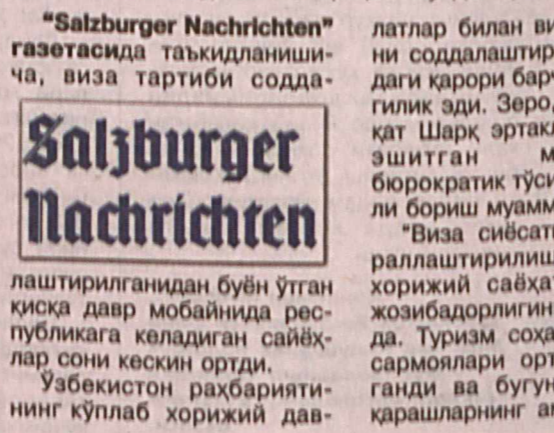 "Salzburger Nachrichten"
газетасида таъкидланиши-
ча, виза тартиби содда-
Salzburger
Nachrichten
лаштирилганидан буён ўтган
қисқа давр мобайнида рес-
публикага келадиган сайёҳ-
лар сони кескин ортди.
Ўзбекистон раҳбарияти-
нинг кўплаб хорижий дав-
латлар билан ви
ни соддалаштир
даги қарори бар
гилик эди. Зеро,
қат Шарқ эртак
эшитган м
бюрократик тўси
ли бориш муамм
"Виза сиёсати
раллаштирилиш
хорижий саёҳа
жозибадорлигин
да. Туризм соҳа
сармоялари орт
ганди ва бугун
қарашларнинг а